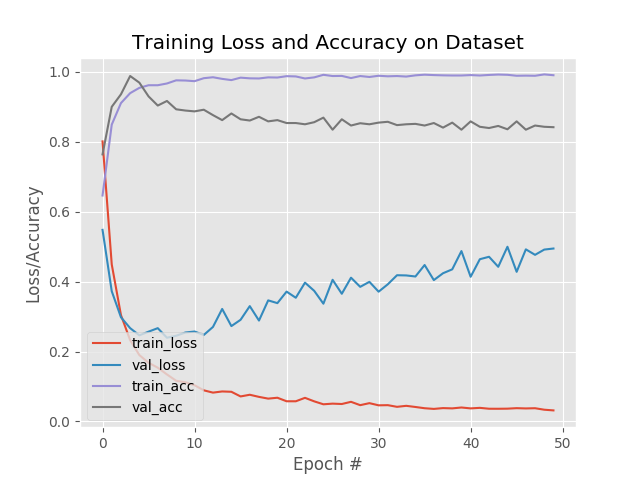 Training Loss and Accuracy on Dataset
Loss/Accuracy
1.0
0.8
0.6
0.4
0.2
0.0
train_loss
val_loss
train_acc
val_acc
0 10 20 30 40 50
Epoch #